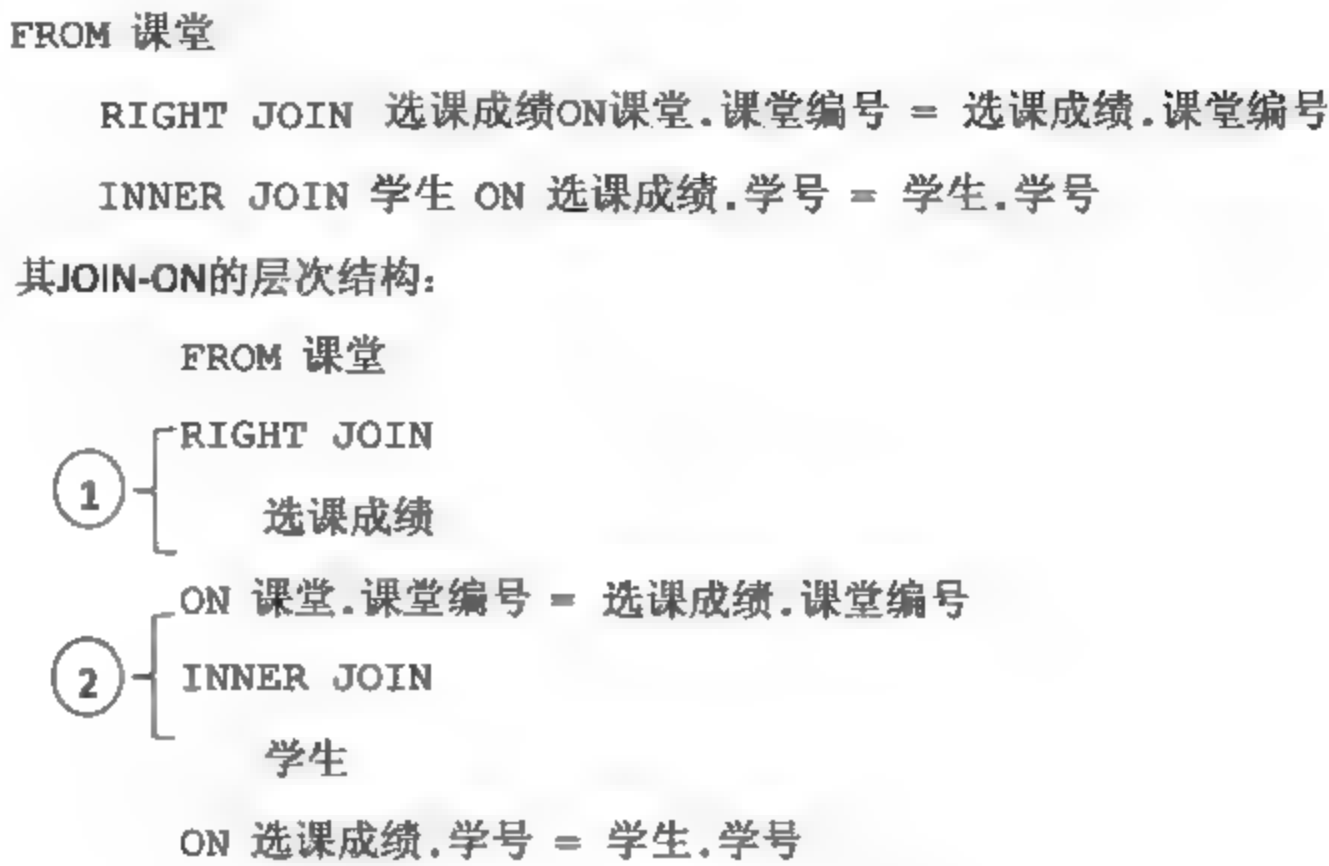 FROM 课堂
RIGHT JOIN 选课成绩ON课堂.课堂编号 = 选课成绩.课堂编号
INNER JOIN 学生 ON 选课成绩.学号 = 学生.学号
其JOIN-ON的层次结构:
FROM 课堂
RIGHT JOIN
1
选课成绩
ON 课堂.课堂编号 = 选课成绩.课堂编号
2
INNER JOIN
学生
ON 选课成绩.学号 = 学生.学号